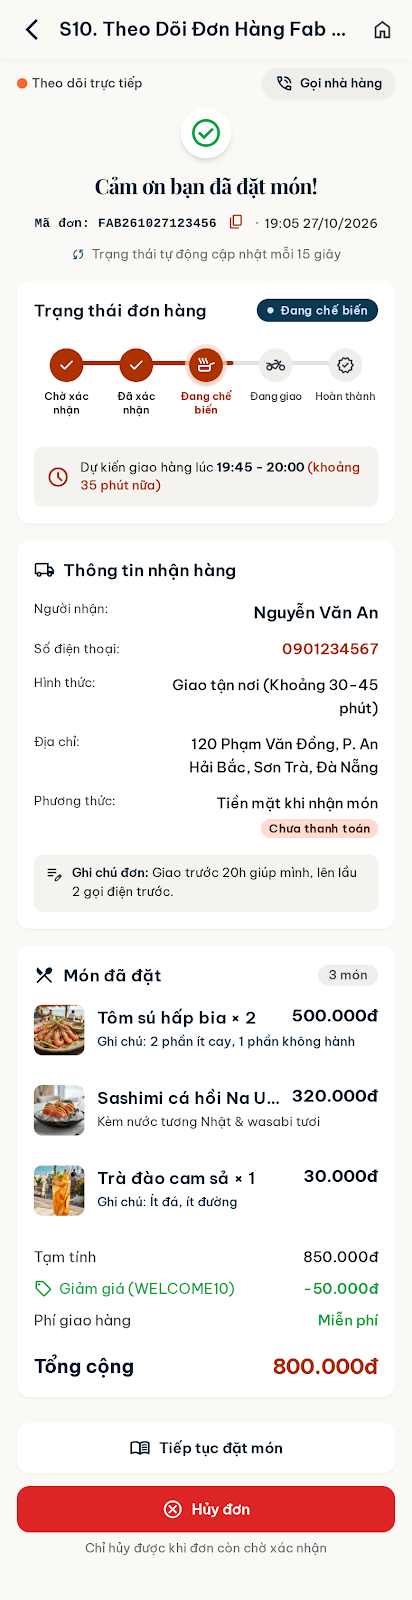 S10. Theo Dõi Đơn Hàng Fab ...
Theo dõi trực tiếp
Gọi nhà hàng
Cảm ơn bạn đã đặt món!
Mã đơn: FAB261027123456 · 19:05 27/10/2026
Trạng thái tự động cập nhật mỗi 15 giây
Trạng thái đơn hàng
Đang chế biến
Chờ xác
nhận
Đã xác
nhận
Đang chế
biến
Đang giao
Hoàn thành
Dự kiến giao hàng lúc 19:45 - 20:00 (khoảng
35 phút nữa)
Thông tin nhận hàng
Người nhận:
Nguyễn Văn An
Số điện thoại:
0901234567
Hình thức:
Giao tận nơi (Khoảng 30-45
phút)
Địa chỉ:
120 Phạm Văn Đồng, P. An
Hải Bắc, Sơn Trà, Đà Nẵng
Phương thức:
Tiền mặt khi nhận món
Chưa thanh toán
Ghi chú đơn: Giao trước 20h giúp mình, lên lầu
2 gọi điện trước.
Món đã đặt
3 món
Tôm sú hấp bia × 2
500.000đ
Ghi chú: 2 phần ít cay, 1 phần không hành
Sashimi cá hồi Na U...
320.000đ
Kèm nước tương Nhật & wasabi tươi
Trà đào cam sả × 1
30.000đ
Ghi chú: Ít đá, ít đường
Tạm tính
850.000đ
Giảm giá (WELCOME10)
-50.000đ
Phí giao hàng
Miễn phí
Tổng cộng
800.000đ
Tiếp tục đặt món
Hủy đơn
Chỉ hủy được khi đơn còn chờ xác nhận